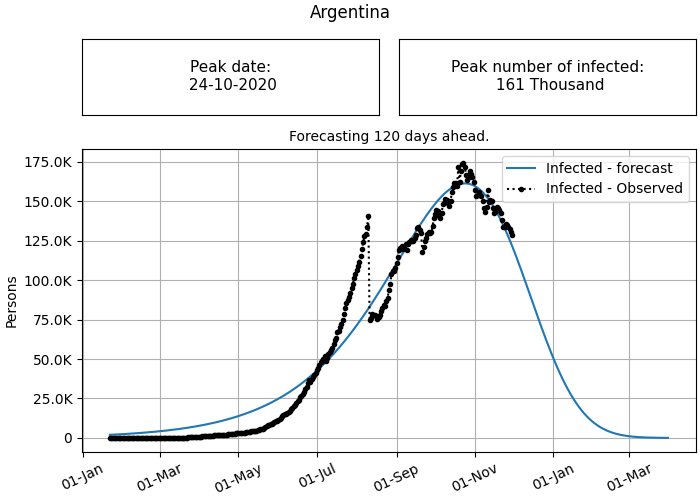 Argentina
Peak date:
24-10-2020
Peak number of infected:
161 Thousand
Forecasting 120 days ahead.
Infected - forecast
Infected - Observed
Persons
175.0K
150.0K
125.0K
100.0K
75.0K
50.0K
25.0K
0
01-Jan
01-Mar
01-May
01-Jul
01-Sep
01-Nov
01-Jan
01-Mar